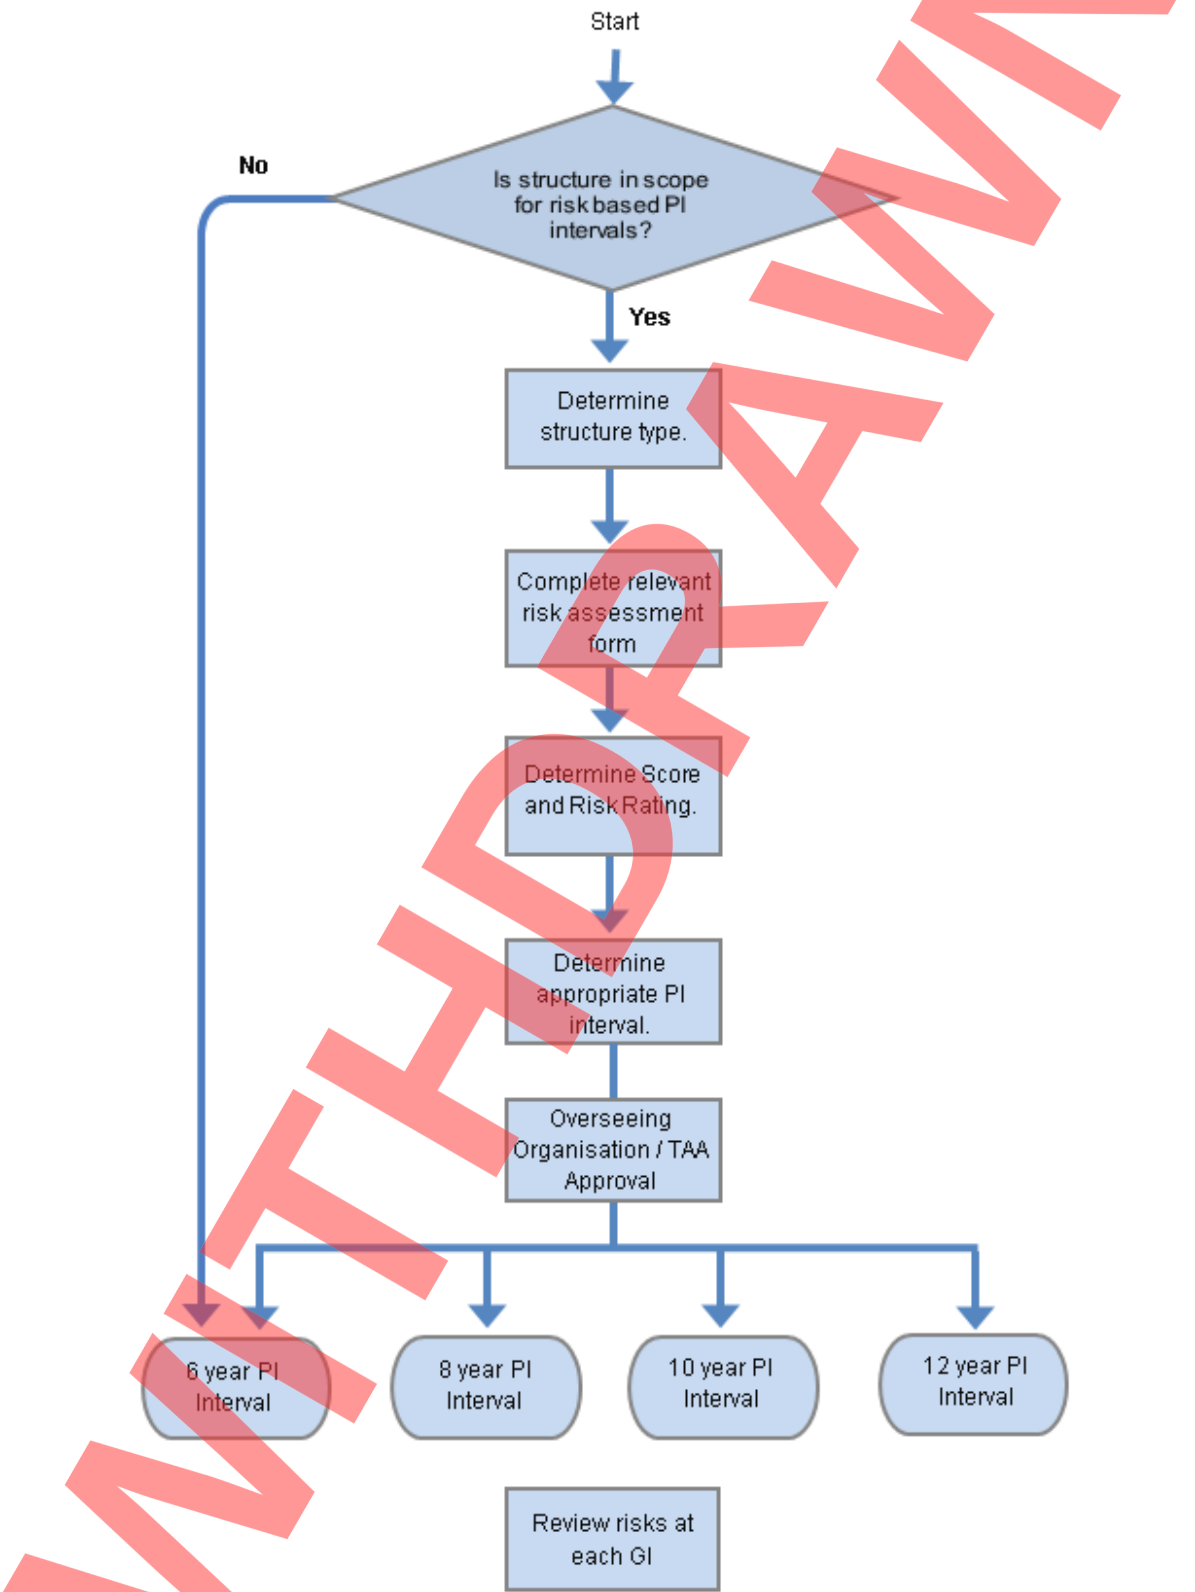 Start
No
Is structure in scope
for risk based PI
intervals?
Yes
Determine
structure type.
Complete relevant
risk assessment
form
Determine Score
and Risk Rating.
Determine
appropriate PI
interval.
Overseeing
Organisation / TAA
Approval
6 year PI
Interval
8 year PI
Interval
10 year PI
Interval
12 year PI
Interval
Review risks at
each GI
WITHDRAWN